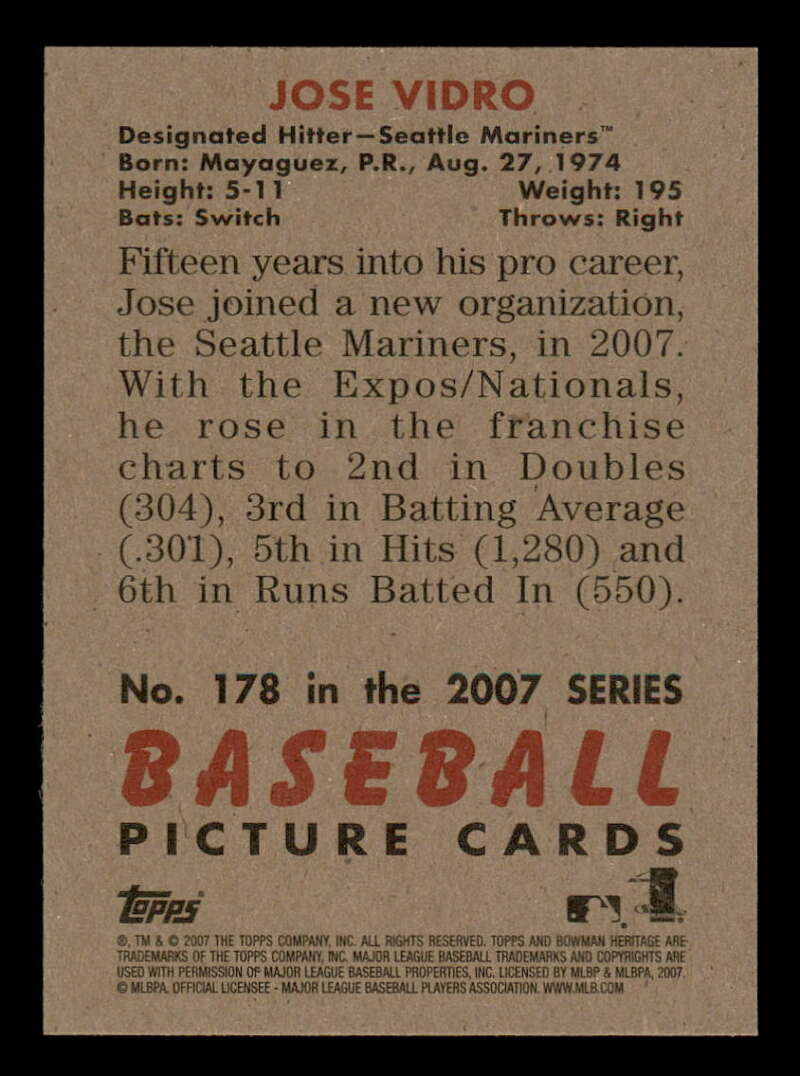 JOSE VIDRO
Designated Hitter—Seattle Mariners™
Born: Mayaguez, P.R., Aug. 27, 1974
Height: 5-11 Weight: 195
Bats: Switch Throws: Right
Fifteen years into his pro career,
Jose joined a new organization,
the Seattle Mariners, in 2007.
With the Expos/Nationals,
he rose in the franchise
charts to 2nd in Doubles
(304), 3rd in Batting Average
(.301), 5th in Hits (1,280) and
6th in Runs Batted In (550).
No. 178 in the 2007 SERIES
BASEBALL
PICTURE CARDS
Topps
®, TM & © 2007 THE TOPPS COMPANY, INC. ALL RIGHTS RESERVED. TOPPS AND BOWMAN HERITAGE ARE
TRADEMARKS OF THE TOPPS COMPANY, INC. MAJOR LEAGUE BASEBALL TRADEMARKS AND COPYRIGHTS ARE
USED WITH PERMISSION OF MAJOR LEAGUE BASEBALL PROPERTIES, INC. LICENSED BY MLBP & MLBPA, 2007.
© MLBPA. OFFICIAL LICENSEE - MAJOR LEAGUE BASEBALL PLAYERS ASSOCIATION. WWW.MLB.COM